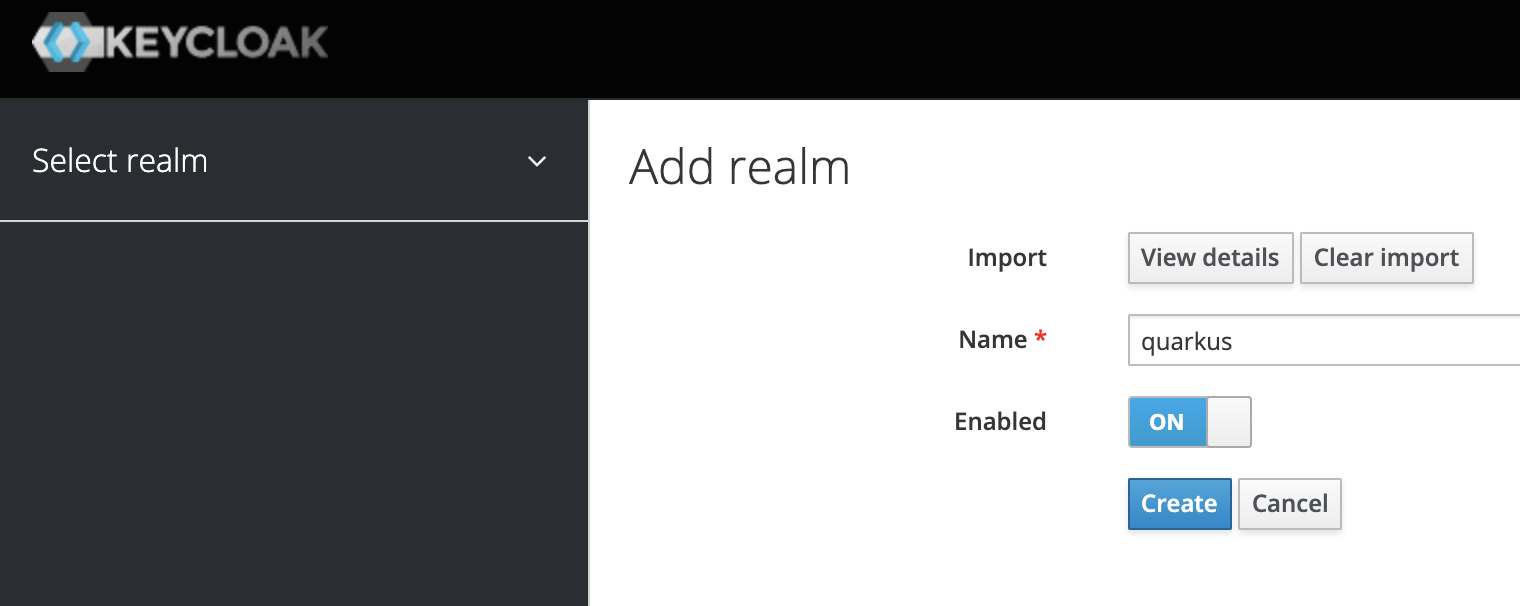 KEYCLOAK
Select realm
Add realm
Import View details Clear import
Name * quarkus
Enabled ON
Create Cancel